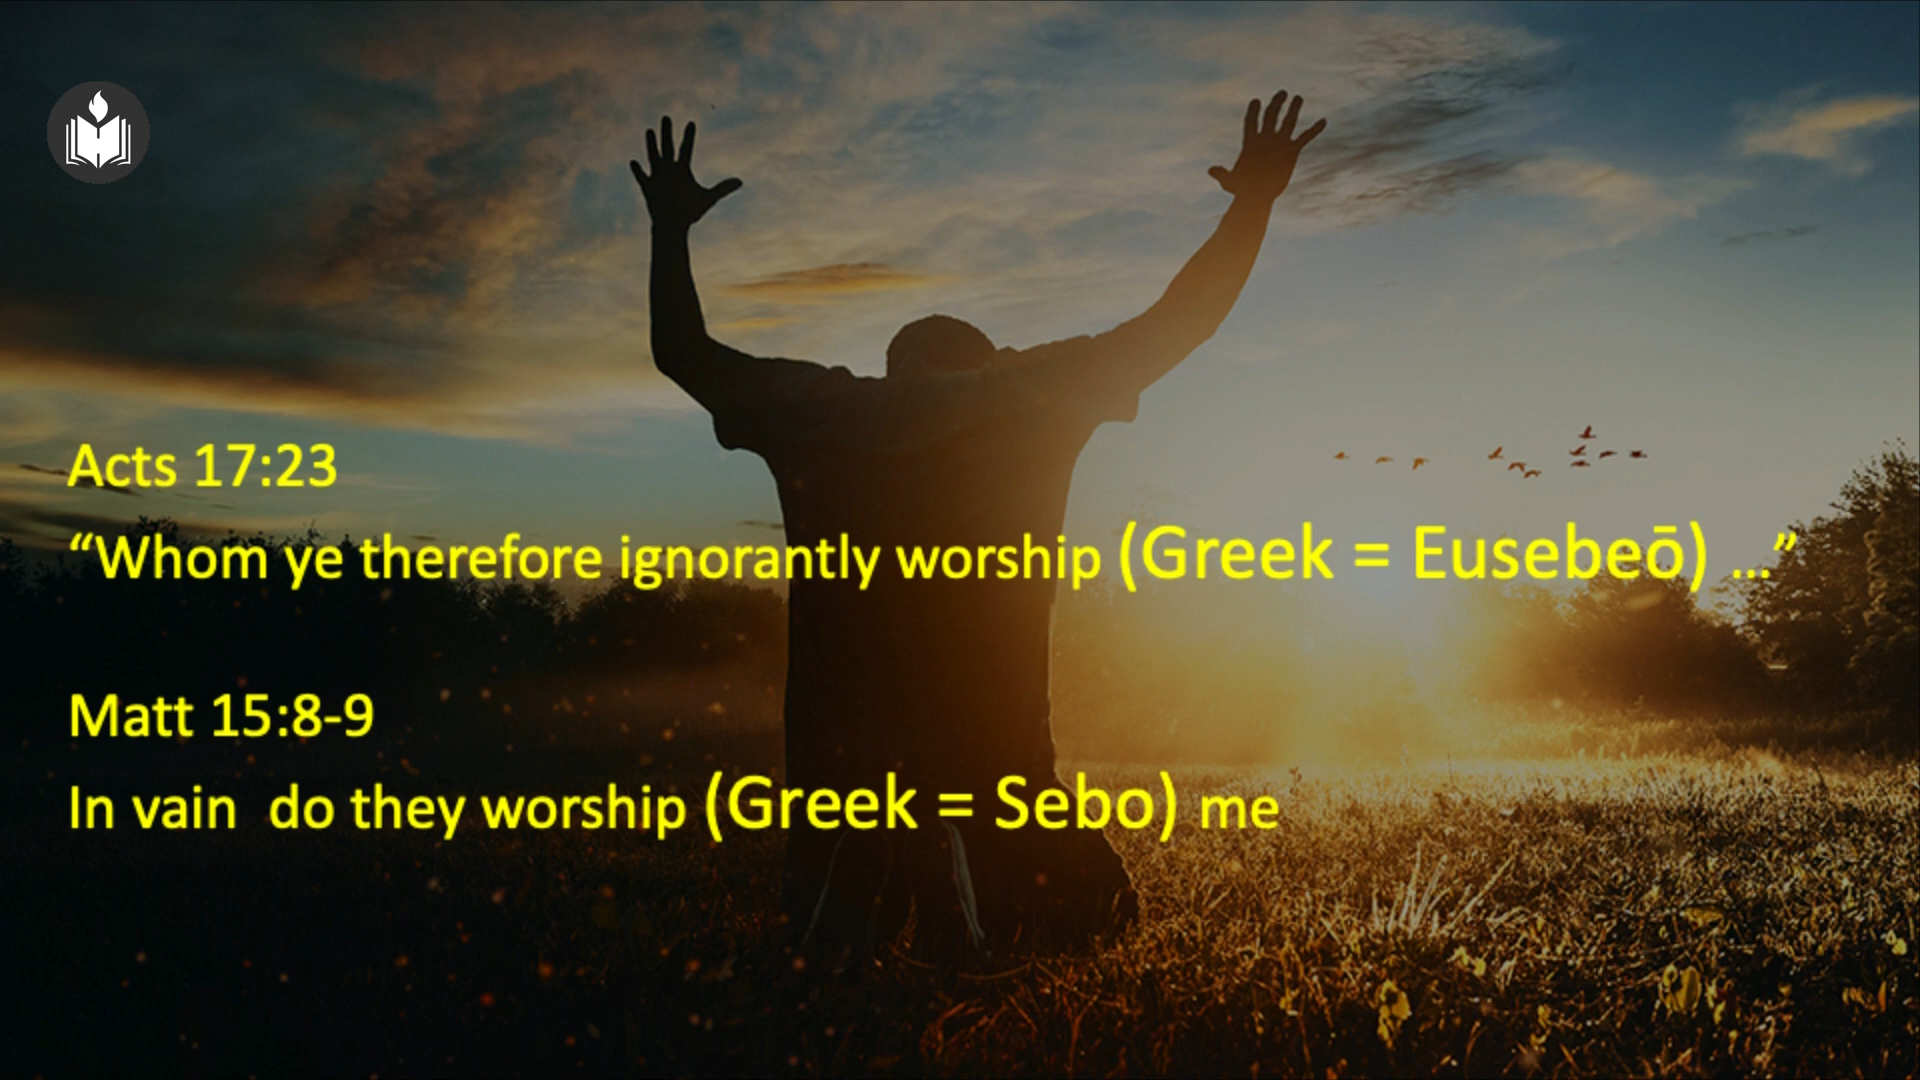 Acts 17:23
“Whom ye therefore ignorantly worship (Greek = Eusebeō) ...”
Matt 15:8-9
In vain  do they worship (Greek = Sebo) me